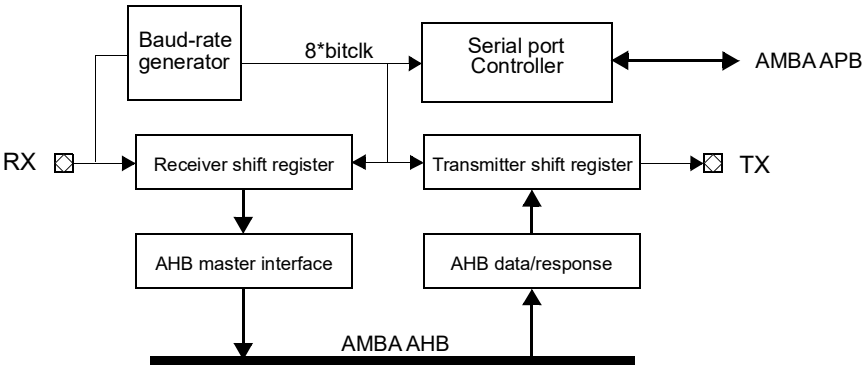 Baud-rate
generator
8*bitclk
Serial port
Controller
AMBA APB
RX
Receiver shift register
Transmitter shift register
TX
AHB master interface
AHB data/response
AMBA AHB